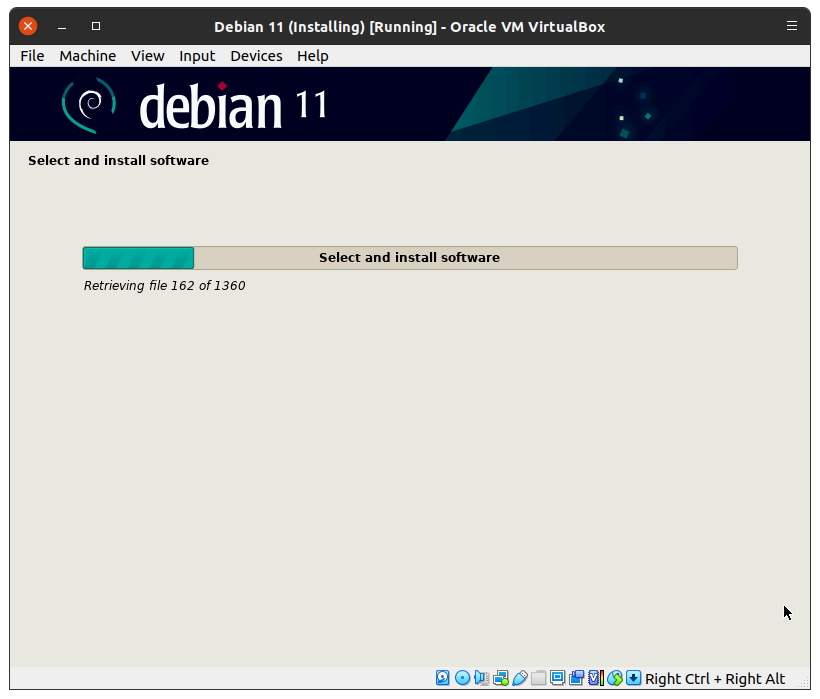 Debian 11 (Installing) [Running] - Oracle VM VirtualBox
File Machine View Input Devices Help
debian 11
Select and install software
Select and install software
Retrieving file 162 of 1360
Right Ctrl + Right Alt